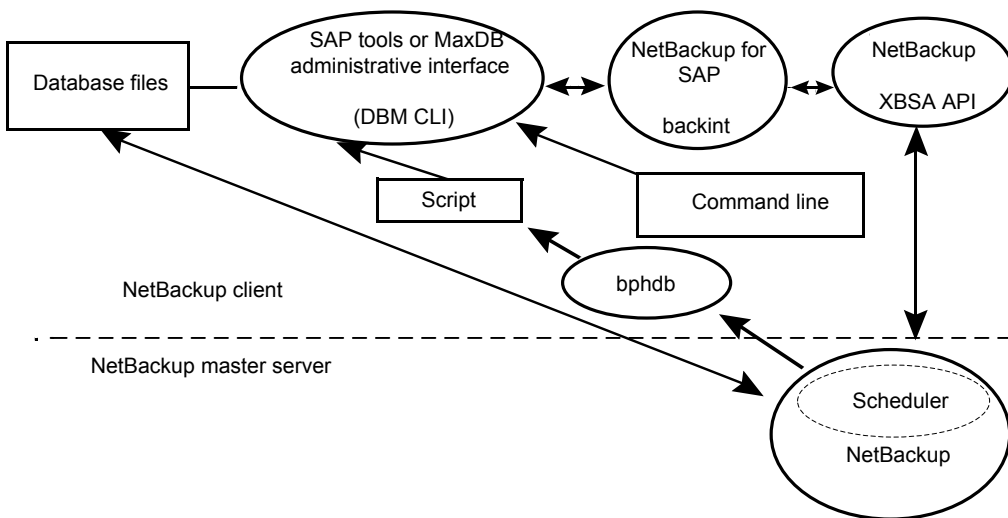 Database files
SAP tools or MaxDB
administrative interface
(DBM CLI)
NetBackup for
SAP
backint
NetBackup
XBSA API
Script
Command line
bphdb
NetBackup client
NetBackup master server
Scheduler
NetBackup